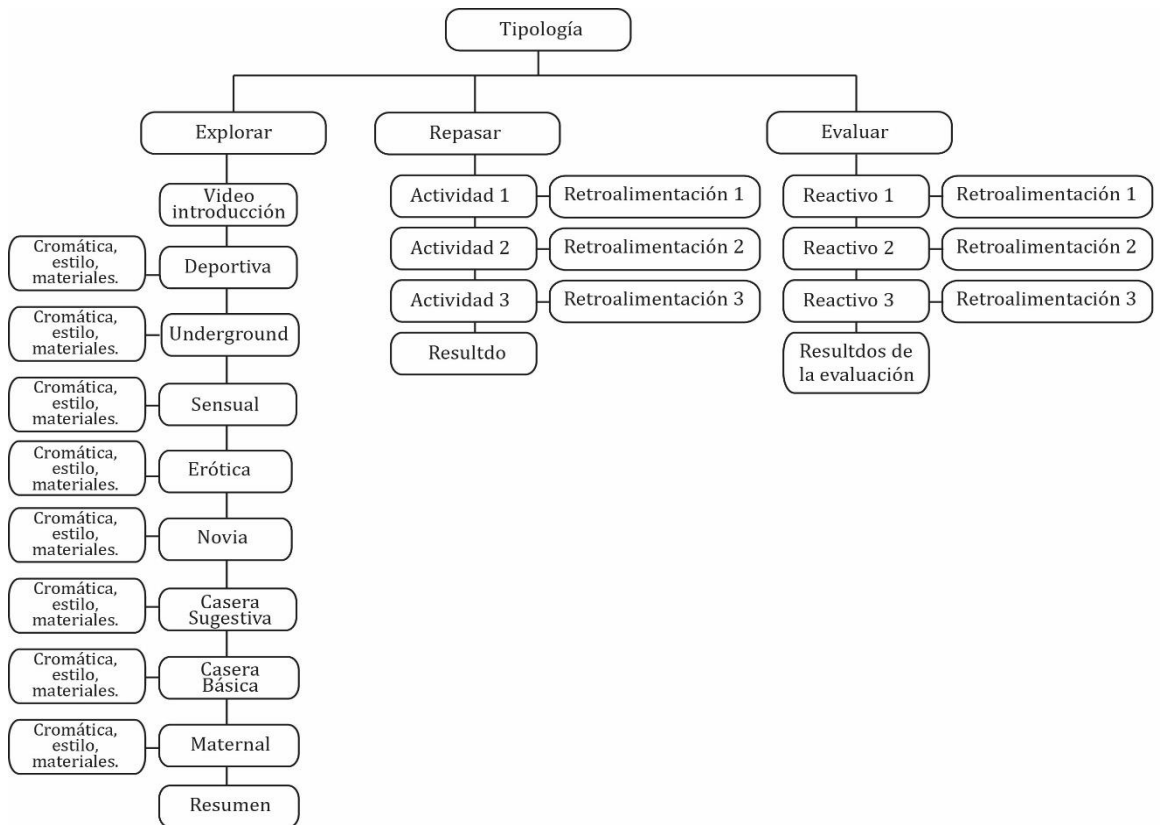 Tipología
Explorar
Repasar
Evaluar
Video
introducción
Cromática,
estilo,
materiales.
Deportiva
Cromática,
estilo,
materiales.
Underground
Cromática,
estilo,
materiales.
Sensual
Cromática,
estilo,
materiales.
Erótica
Cromática,
estilo,
materiales.
Novia
Cromática,
estilo,
materiales.
Casera
Sugestiva
Cromática,
estilo,
materiales.
Casera
Básica
Cromática,
estilo,
materiales.
Maternal
Resumen
Actividad 1
Retroalimentación 1
Actividad 2
Retroalimentación 2
Actividad 3
Retroalimentación 3
Resultdo
Reactivo 1
Retroalimentación 1
Reactivo 2
Retroalimentación 2
Reactivo 3
Retroalimentación 3
Resultdos de
la evaluación